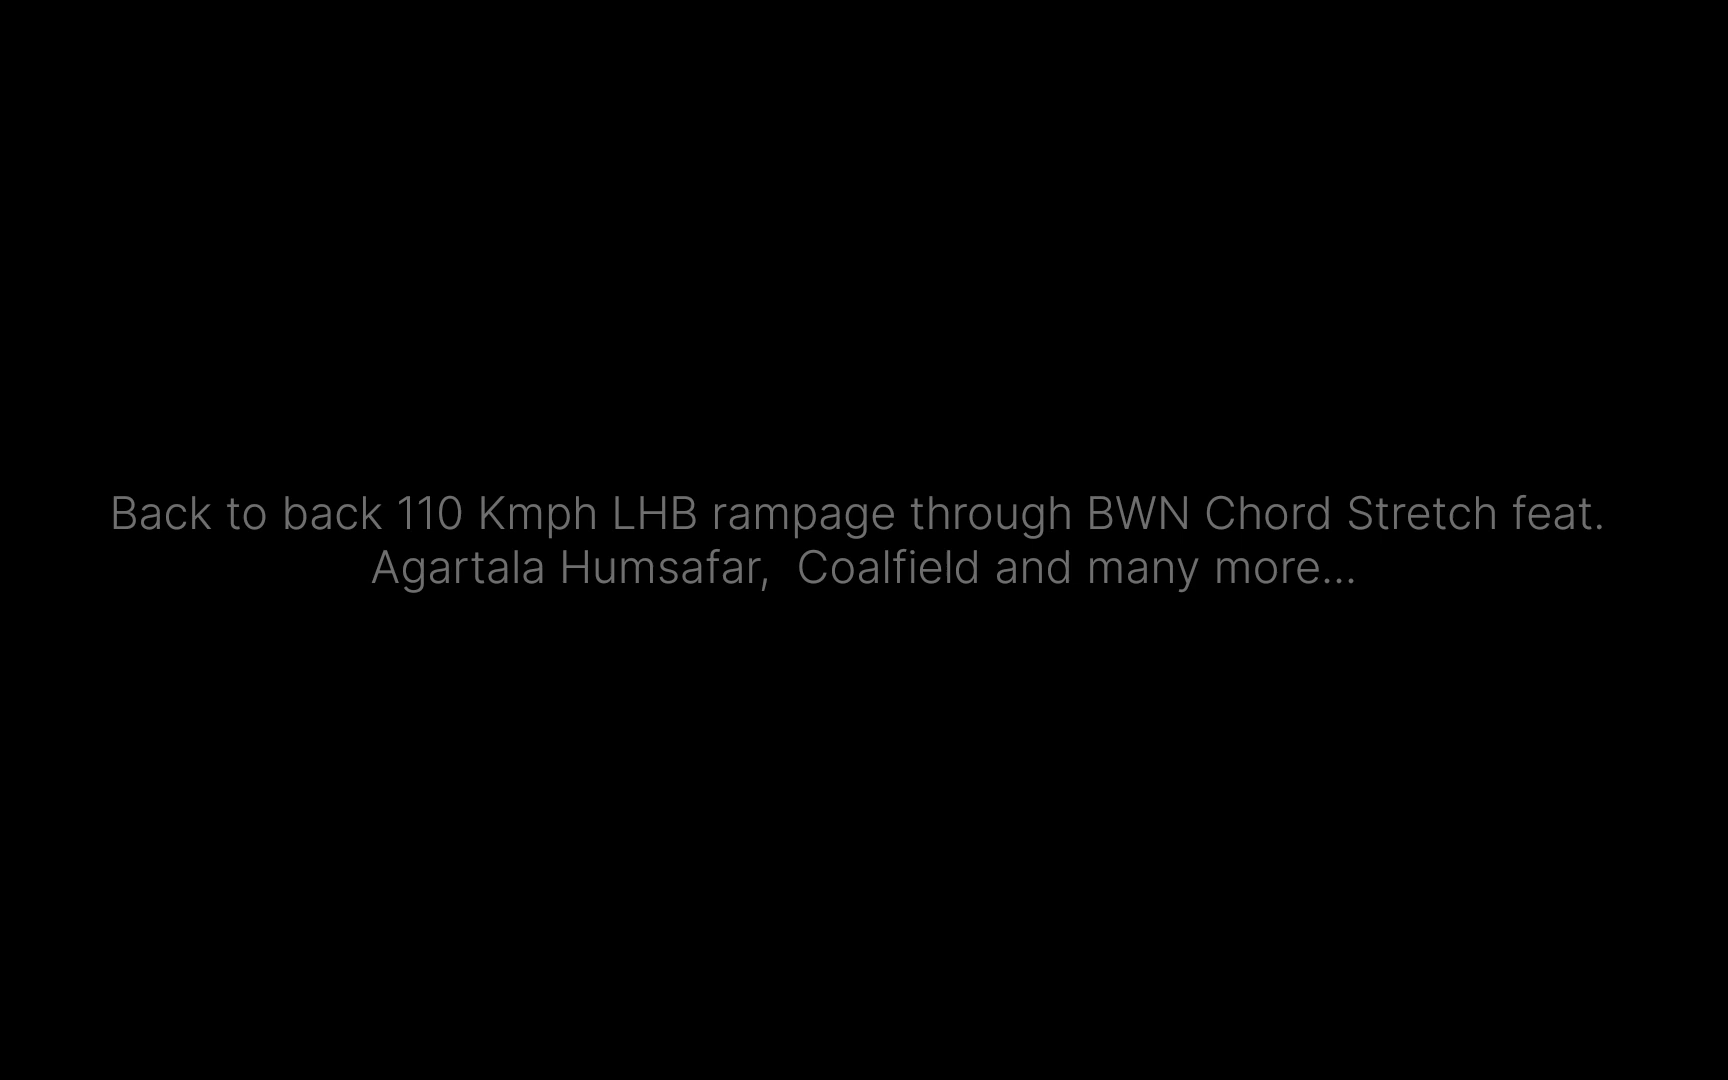 Back to back 110 Kmph LHB rampage through BWN Chord Stretch feat.
Agartala Humsafar,  Coalfield and many more...